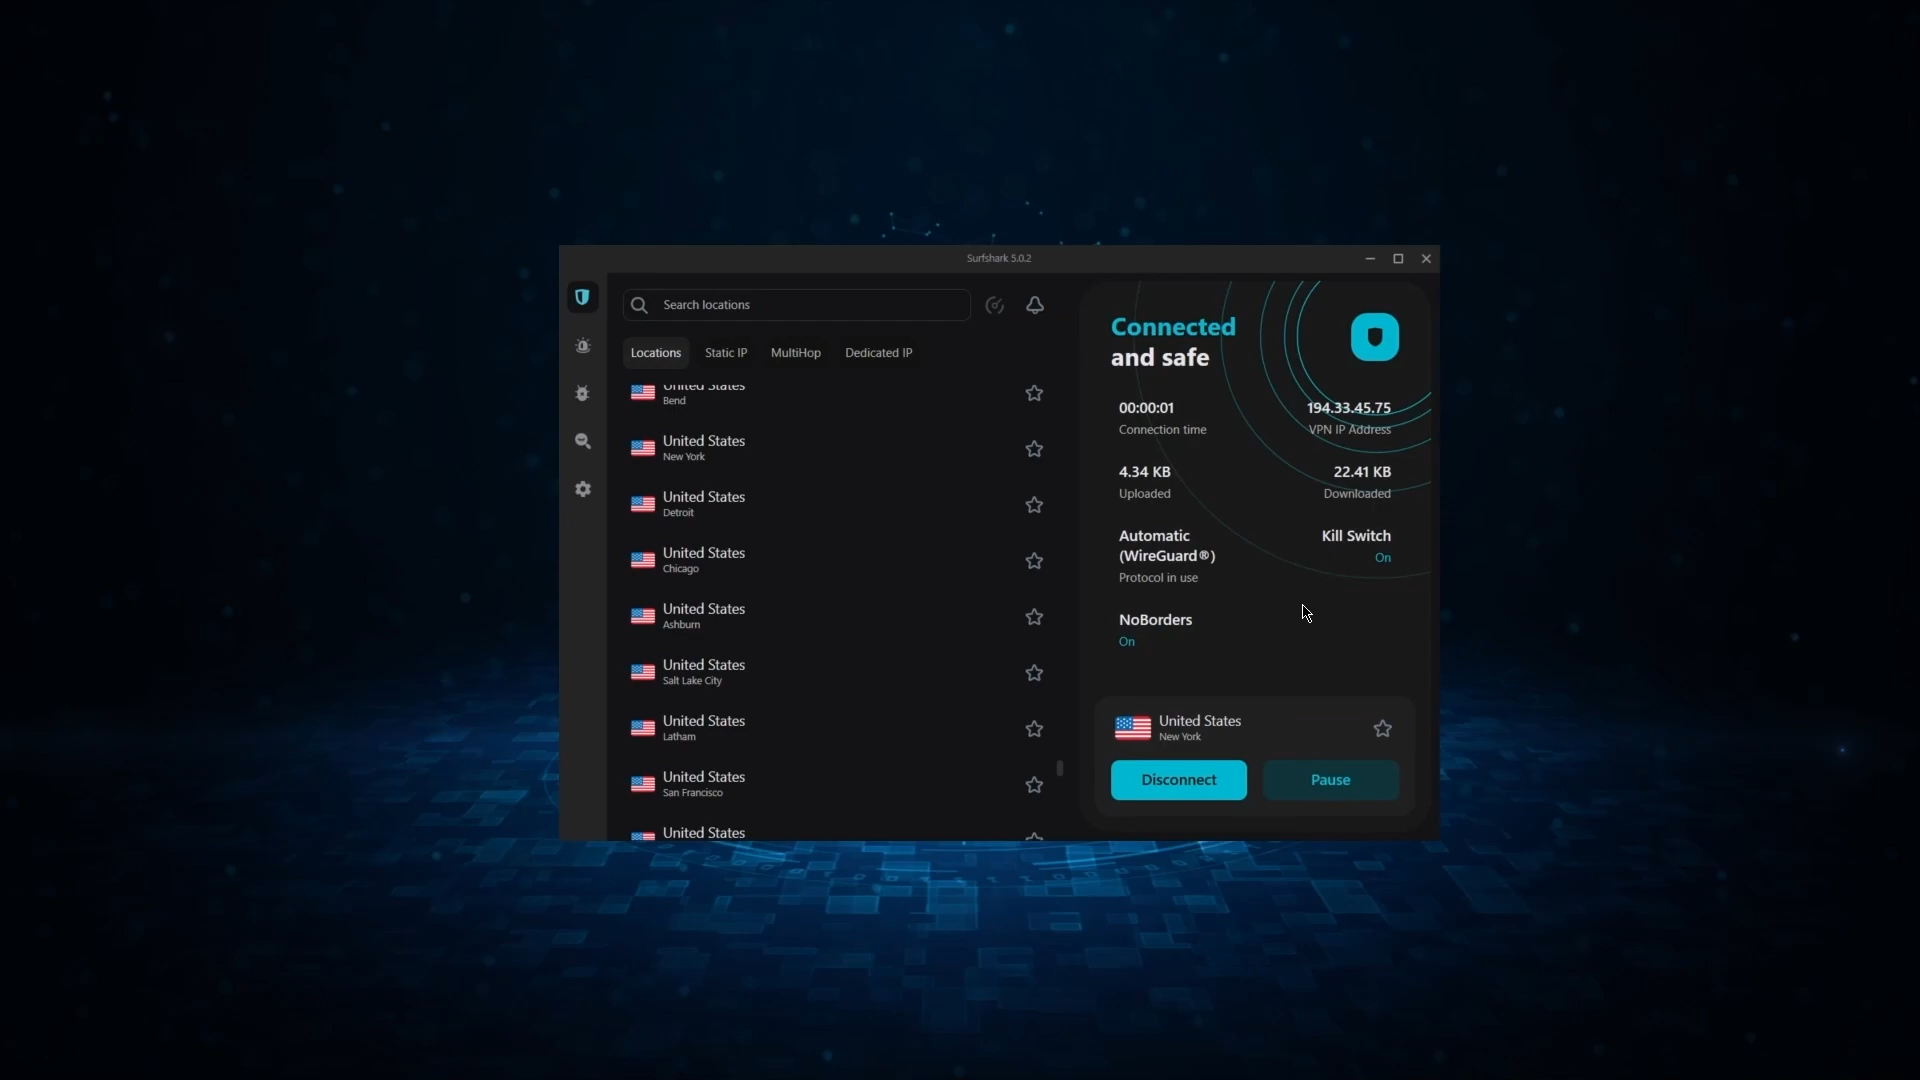 Surfshark 5.0.2
Search locations
Locations
Static IP
MultiHop
Dedicated IP
United States
Bend
United States
New York
United States
Detroit
United States
Chicago
United States
Ashburn
United States
Salt Lake City
United States
Latham
United States
San Francisco
United States
Connected
and safe
00:00:01
Connection time
194.33.45.75
VPN IP Address
4.34 KB
Uploaded
22.41 KB
Downloaded
Automatic
(WireGuard®)
Protocol in use
Kill Switch
On
NoBorders
On
United States
New York
Disconnect
Pause